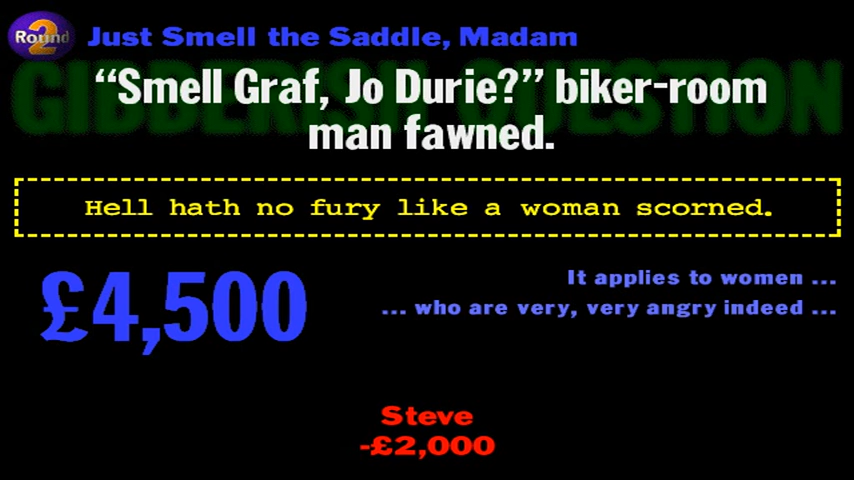 Round 2
Just Smell the Saddle, Madam
GIBBERISH QUESTION
“Smell Graf, Jo Durie?” biker-room
man fawned.
Hell hath no fury like a woman scorned.
£4,500
It applies to women ...
... who are very, very angry indeed ...
Steve
-£2,000